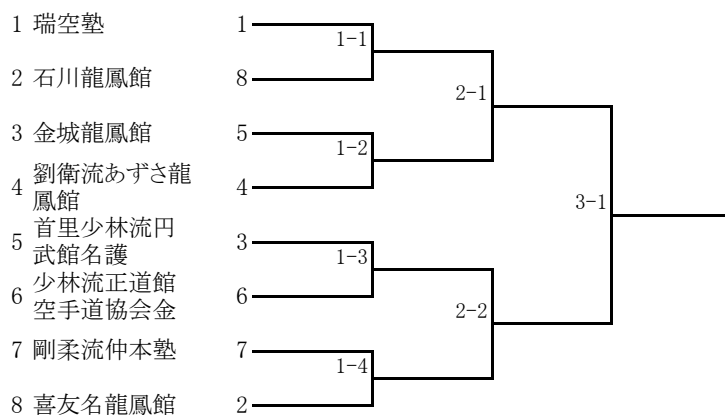 1 瑞空塾 1
1-1
2 石川龍鳳館 8
2-1
3 金城龍鳳館 5
1-2
4 劉衛流あずさ龍
鳳館 4
3-1
5 首里少林流円
武館名護 3
1-3
6 少林流正道館
空手道協会金 6
2-2
7 剛柔流仲本塾 7
1-4
8 喜友名龍鳳館 2